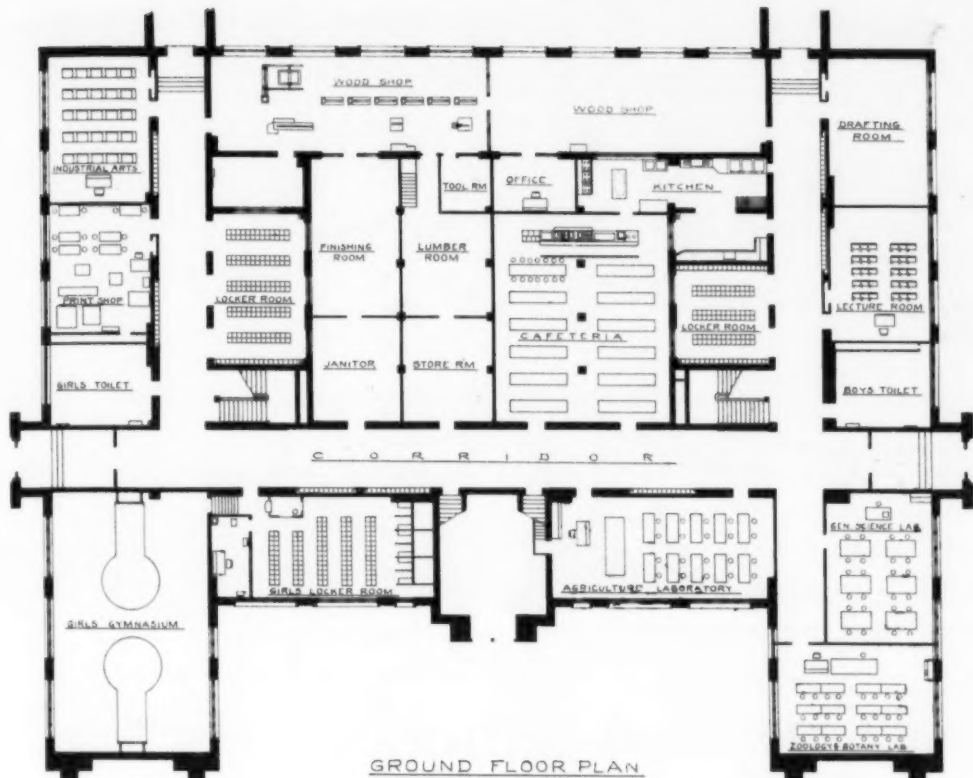 WOOD SHOP
WOOD SHOP
DRAFTING
ROOM
INDUSTRIAL ARTS
TOOL RM
OFFICE
KITCHEN
FINISHING
ROOM
LUMBER
ROOM
PRINT SHOP
LOCKER ROOM
LOCKER ROOM
LECTURE ROOM
CAFETERIA
JANITOR
STORE RM
GIRLS TOILET
BOYS TOILET
CORRIDOR
GEN. SCIENCE LAB.
GIRLS LOCKER ROOM
AGRICULTURE LABORATORY
GIRLS GYMNASIUM
ZOOLOGY & BOTANY LAB.
GROUND FLOOR PLAN